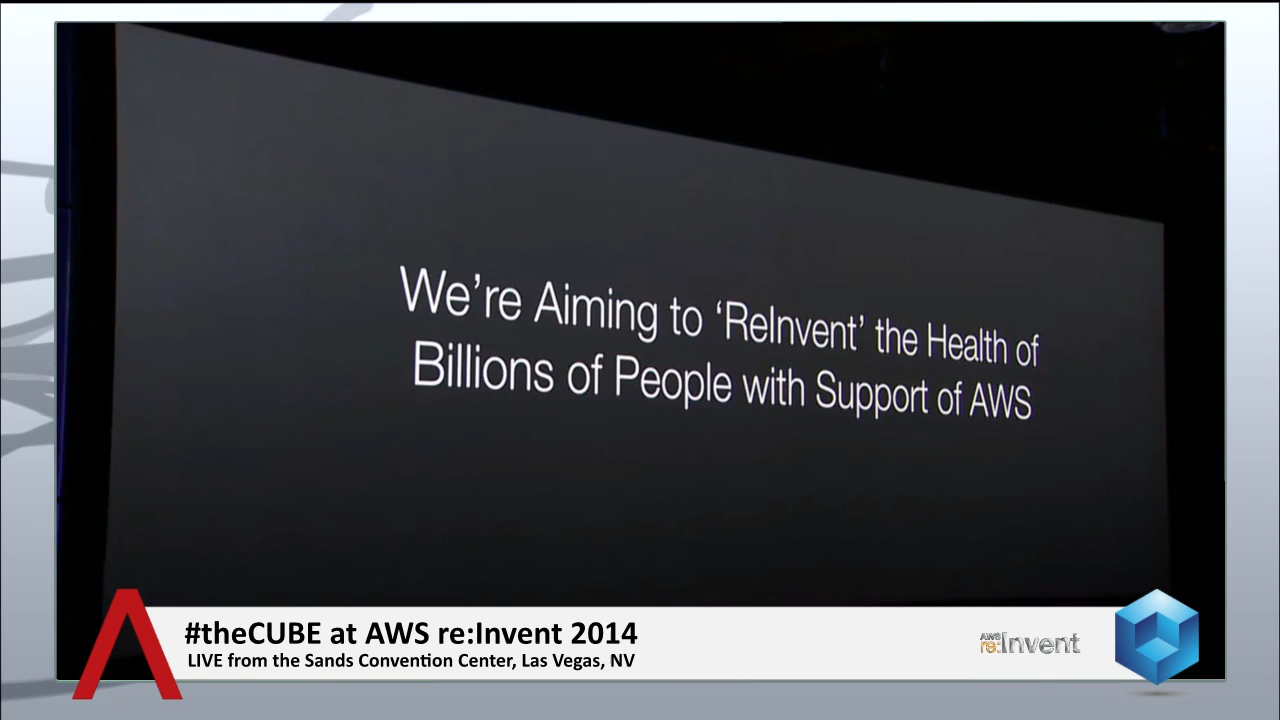 We're Aiming to ‘ReInvent’ the Health of
Billions of People with Support of AWS
#theCUBE at AWS re:Invent 2014
LIVE from the Sands Convention Center, Las Vegas, NV
AWS
re:Invent